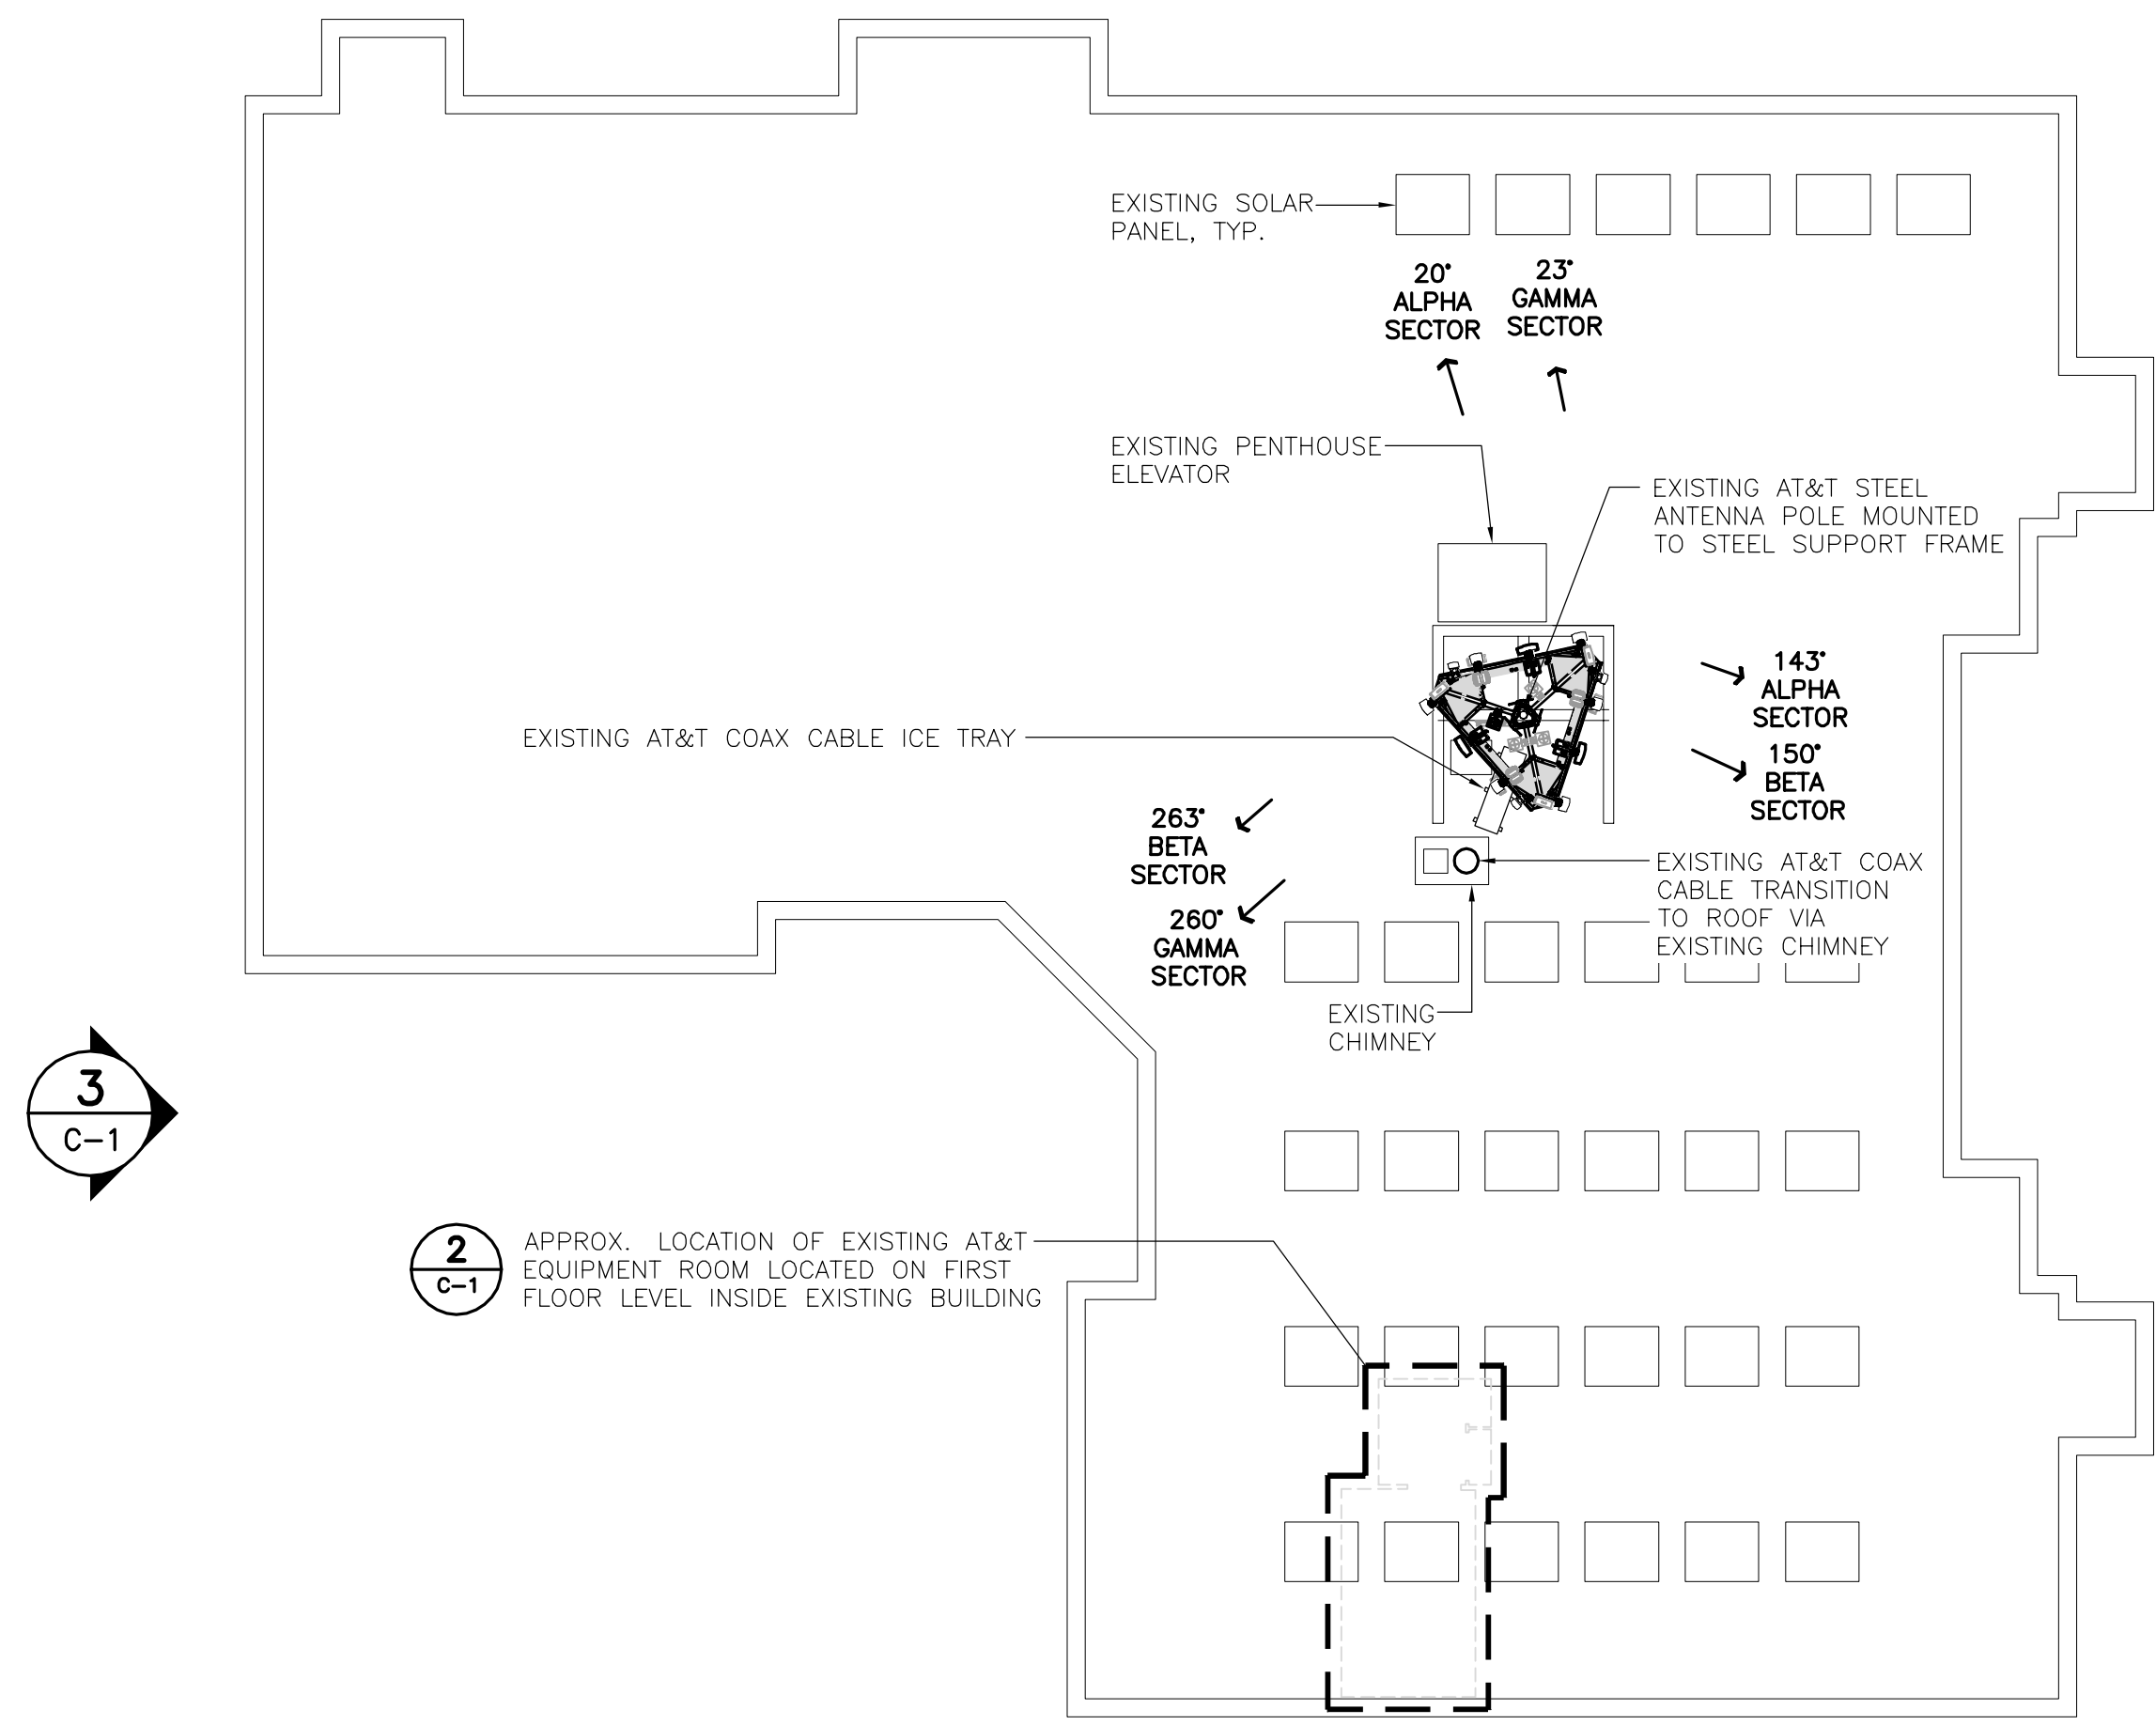 EXISTING SOLAR
PANEL, TYP.
20°
ALPHA
SECTOR
23°
GAMMA
SECTOR
EXISTING PENTHOUSE
ELEVATOR
EXISTING AT&T STEEL
ANTENNA POLE MOUNTED
TO STEEL SUPPORT FRAME
143°
ALPHA
SECTOR
EXISTING AT&T COAX CABLE ICE TRAY
150°
BETA
SECTOR
263°
BETA
SECTOR
EXISTING AT&T COAX
CABLE TRANSITION
TO ROOF VIA
EXISTING CHIMNEY
260°
GAMMA
SECTOR
EXISTING
CHIMNEY
3
C-1
2
C-1
APPROX. LOCATION OF EXISTING AT&T
EQUIPMENT ROOM LOCATED ON FIRST
FLOOR LEVEL INSIDE EXISTING BUILDING